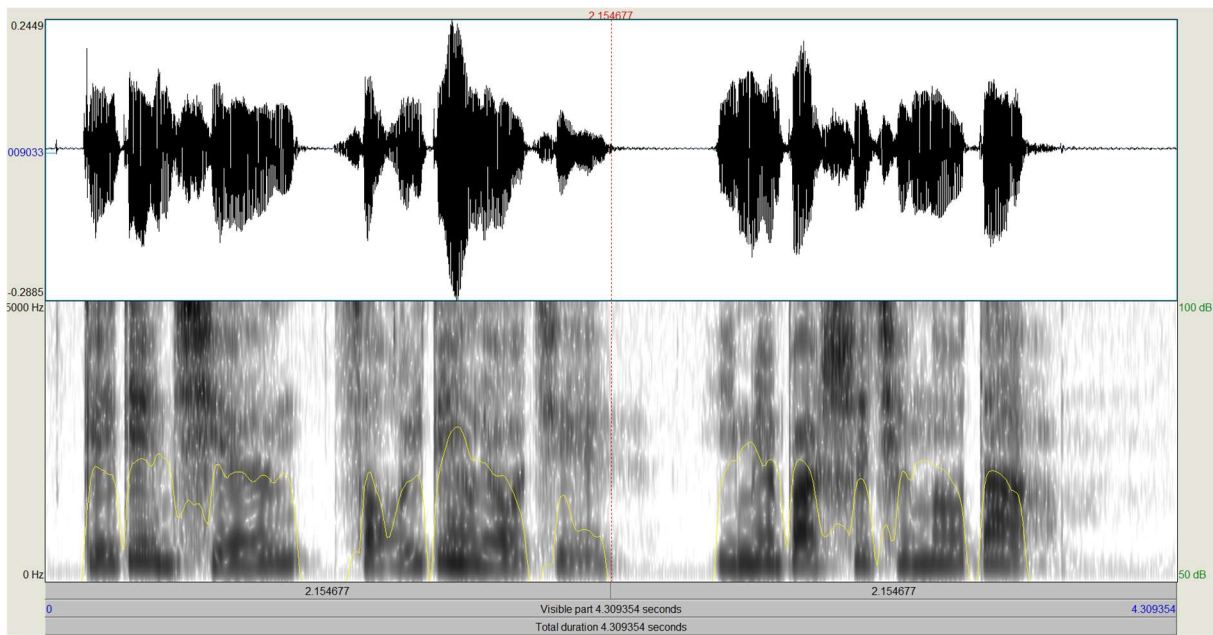 2.154677
0.2449
009033
-0.2885
5000 Hz
100 dB
0 Hz
50 dB
2.154677
2.154677
0
Visible part 4.309354 seconds
4.309354
Total duration 4.309354 seconds